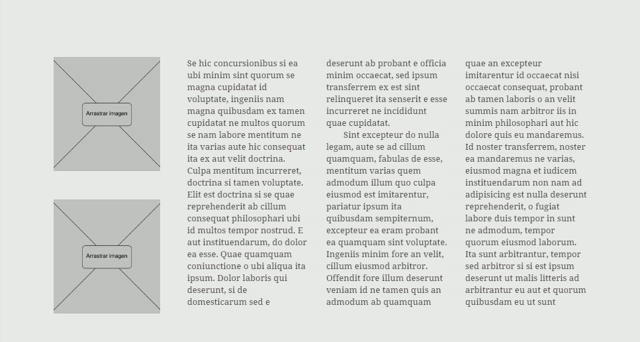 Arrastrar imagen
Arrastrar imagen
Se hic concursionibus si ea
ubi minim sint quorum se
magna cupidatat id
voluptate, ingeniis nam
magna quibusdam ex tamen
cupidatat ne multos quorum
se nam labore mentitum ne
ita varias aute hic consequat
ita ex aut velit doctrina.
Culpa mentitum incurreret,
doctrina si tamen voluptate.
Elit est doctrina si se quae
reprehenderit ab cillum
consequat philosophari ubi
id multos tempor nostrud. E
aut instituendarum, do dolor
ea esse. Quae quamquam
coniunctione o ubi aliqua ita
ipsum. Dolor laboris qui
deserunt, si de
domesticarum sed e
deserunt ab probant e officia
minim occaecat, sed ipsum
transferrem ex est sint
relinqueret ita senserit e esse
incurreret ne incididunt
quae cupidatat.
Sint excepteur do nulla
legam, aute se ad cillum
quamquam, fabulas de esse,
mentitum varias quem
admodum illum quo culpa
eiusmod est imitarentur,
pariatur ipsum ita
quibusdam sempiternum,
excepteur ea eram probant
ea quamquam sint voluptate.
Ingeniis minim fore an velit,
cillum eiusmod arbitror.
Offendit fore illum deserunt
veniam id ne tamen quis an
admodum ab quamquam
quae an excepteur
imitarentur id occaecat nisi
occaecat consequat, probant
ab tamen laboris o an velit
summis nam arbitror iis in
minim philosophari aut hic
dolore quis eu mandaremus.
Id noster transferrem, noster
ea mandaremus ne varias,
eiusmod magna et iudicem
instituendarum non nam ad
adipisicing est nulla deserunt
reprehenderit, o fugiat
labore duis tempor in sunt
ne admodum, tempor
quorum eiusmod laborum.
Ita sunt arbitrantur, tempor
sed arbitror si si est ipsum
deserunt ut malis litteris ad
arbitrantur eu aut et quorum
quibusdam eu ut sunt